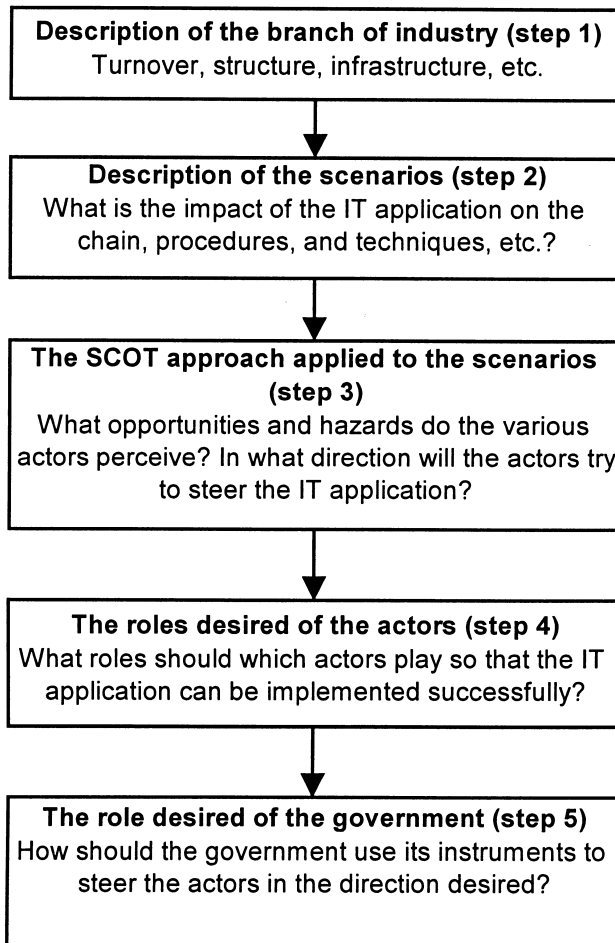 Description of the branch of industry (step 1)
Turnover, structure, infrastructure, etc.
Description of the scenarios (step 2)
What is the impact of the IT application on the
chain, procedures, and techniques, etc.?
The SCOT approach applied to the scenarios
(step 3)
What opportunities and hazards do the various
actors perceive? In what direction will the actors try
to steer the IT application?
The roles desired of the actors (step 4)
What roles should which actors play so that the IT
application can be implemented successfully?
The role desired of the government (step 5)
How should the government use its instruments to
steer the actors in the direction desired?